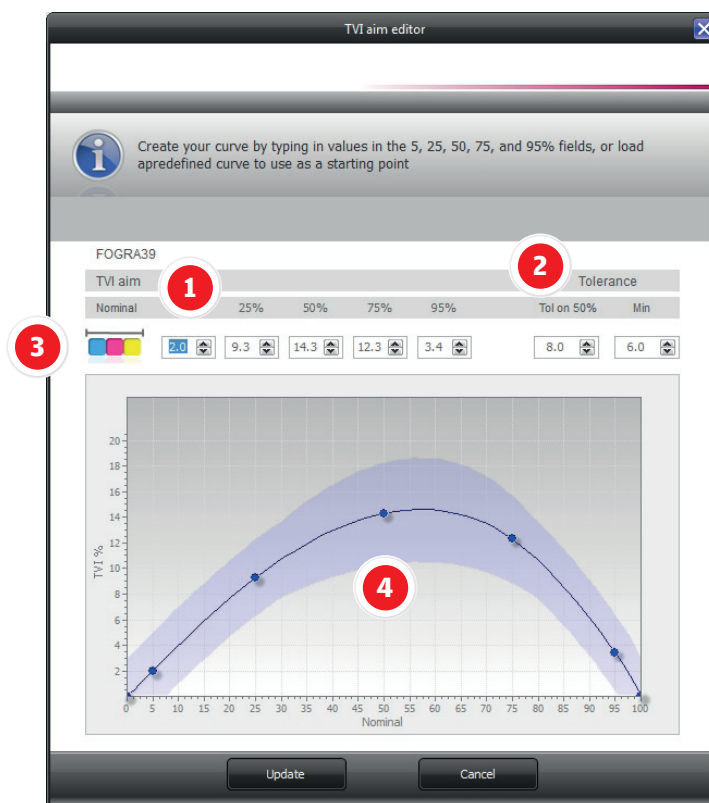 TVI aim editor
Create your curve by typing in values in the 5, 25, 50, 75, and 95% fields, or load
apredefined curve to use as a starting point
FOGRA39
TVI aim 1 2 Tolerance
Nominal 25% 50% 75% 95% Tol on 50% Min
3 2.0 9.3 14.3 12.3 3.4 8.0 6.0
20
18
16
14
12
10
8
6
4
2
TVI %
4
0 5 10 15 20 25 30 35 40 45 50 55 60 65 70 75 80 85 90 95 100
Nominal
Update Cancel